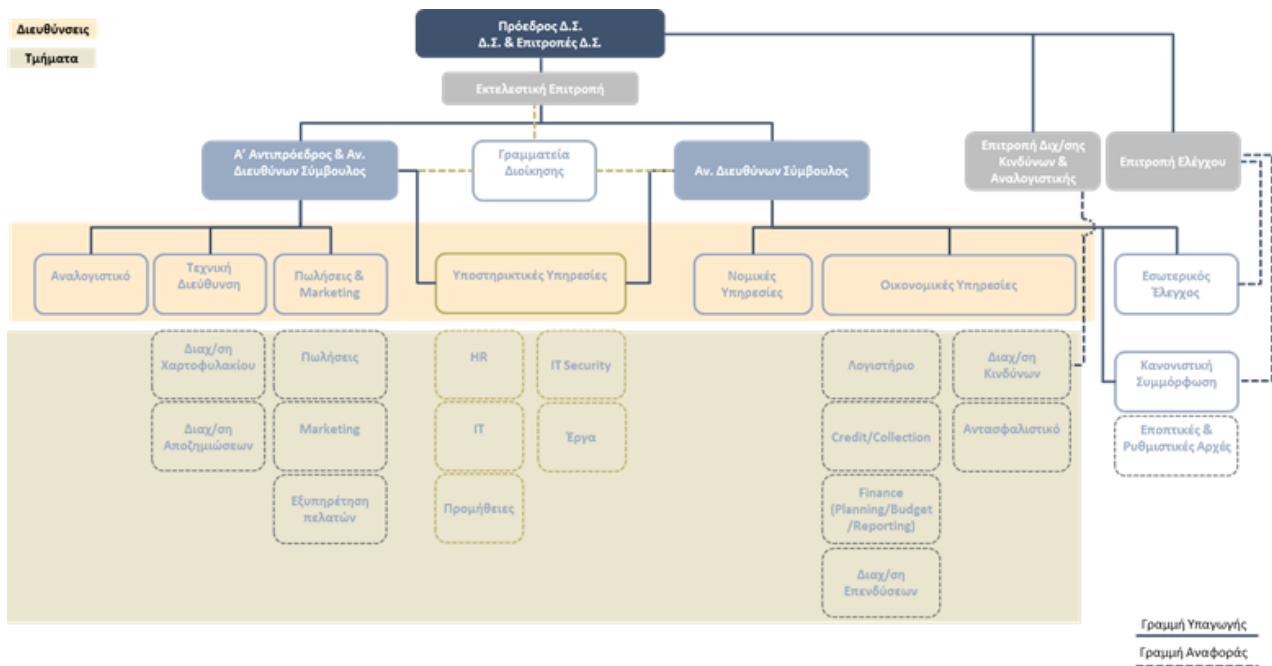 Διευθύνσεις
Τμήματα
Πρόεδρος Δ.Σ.
Δ.Σ. & Επιτροπές Δ.Σ.
Εκτελεστική Επιτροπή
Α' Αντιπρόεδρος & Αν.
Διευθύνων Σύμβουλος
Γραμματεία
Διοίκησης
Αν. Διευθύνων Σύμβουλος
Επιτροπή Διχ/σης
Κινδύνων &
Αναλογιστικής
Επιτροπή Ελέγχου
Αναλογιστικό
Τεχνική
Διεύθυνση
Πωλήσεις &
Marketing
Υποστηρικτικές Υπηρεσίες
Νομικές
Υπηρεσίες
Οικονομικές Υπηρεσίες
Εσωτερικός
Έλεγχος
Διαχ/ση
Χαρτοφυλακίου
Πωλήσεις
HR
IT Security
Λογιστήριο
Διαχ/ση
Κινδύνων
Κανονιστική
Συμμόρφωση
Διαχ/ση
Αποζημιώσεων
Marketing
IT
Έργα
Credit/Collection
Αντασφαλιστικό
Εποπτικές &
Ρυθμιστικές Αρχές
Εξυπηρέτηση
πελατών
Προμήθειες
Finance
(Planning/Budget
/Reporting)
Διαχ/ση
Επενδύσεων
Γραμμή Υπαγωγής
Γραμμή Αναφοράς